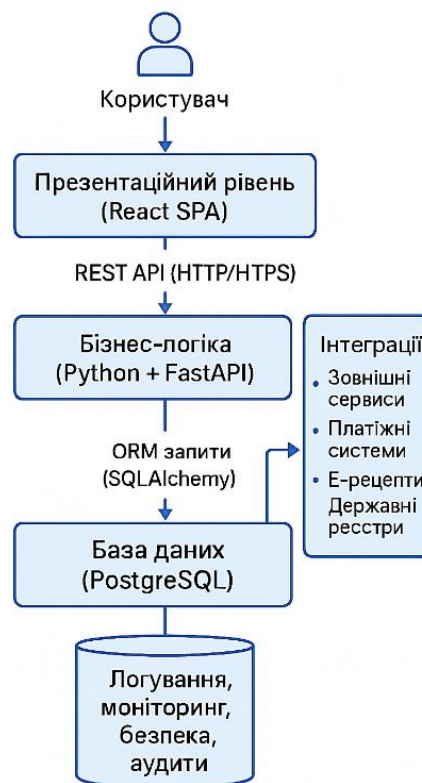 Користувач
Презентаційний рівень
(React SPA)
REST API (HTTP/HTPS)
Бізнес-логіка
(Python + FastAPI)
ORM запити
(SQLAlchemy)
База даних
(PostgreSQL)
Логування,
моніторинг,
безпека,
аудити
Інтеграції
• Зовнішні
сервиси
• Платіжні
системи
• Е-рецепти
Державні
ресстри